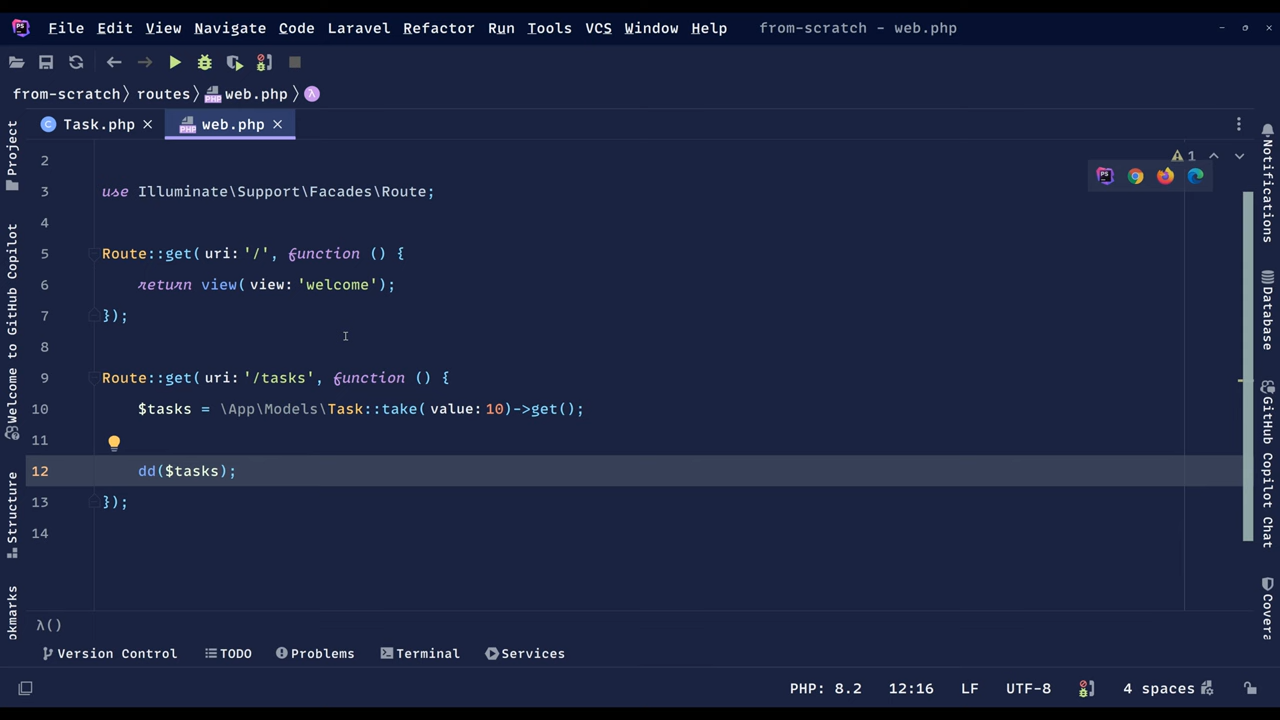 File Edit View Navigate Code Laravel Refactor Run Tools VCS Window Help from-scratch - web.php
from-scratch routes web.php λ
Task.php web.php
1
2
3 use Illuminate\Support\Facades\Route;
4
5 Route::get( uri: '/', function () {
6 return view( view: 'welcome');
7 });
8
9 Route::get( uri: '/tasks', function () {
10 $tasks = \App\Models\Task::take( value: 10)->get();
11
12 dd($tasks);
13 });
14
λ()
Version Control TODO Problems Terminal Services
PHP: 8.2 12:16 LF UTF-8 4 spaces
Project
Welcome to GitHub Copilot
Structure
okmarks
Notifications
Database
GitHub Copilot Chat
Covera